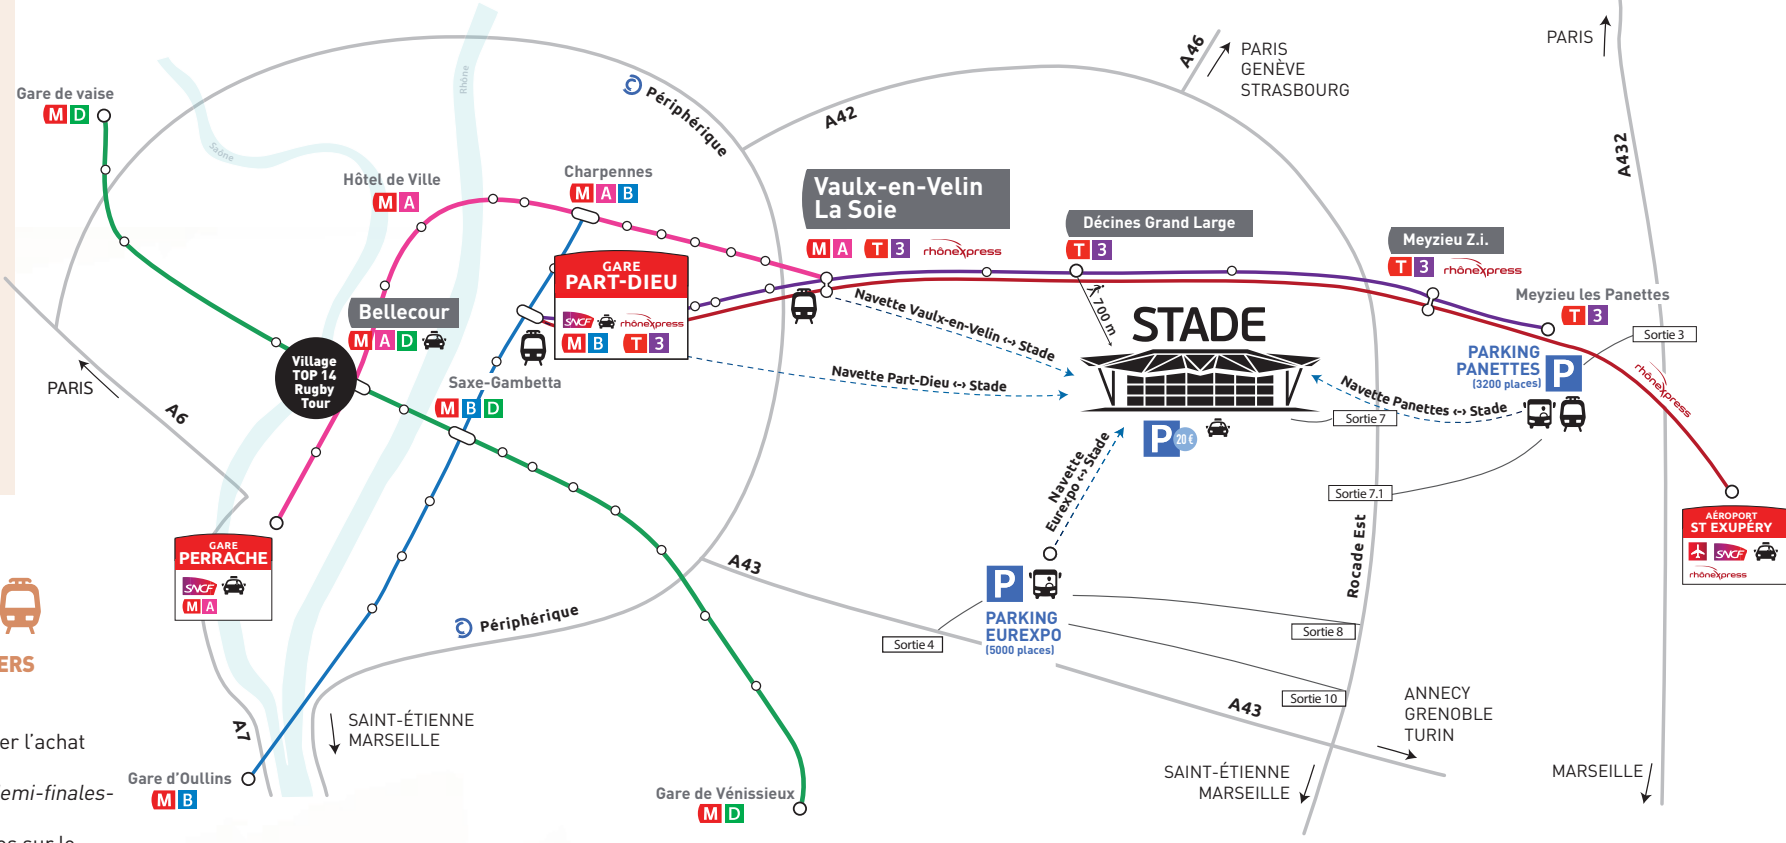 Gare de vaise
M D
Saône
Rhône
Hôtel de Ville
M A
Charpennes
M A B
Périphérique
A42
A46
PARIS
GENÈVE
STRASBOURG
PARIS
A432
Vaulx-en-Velin
La Soie
M A T 3 rhônexpress
Décines Grand Large
T 3
700 m
Meyzieu Z.i.
T 3 rhônexpress
Meyzieu les Panettes
T 3
Sortie 3
GARE
PART-DIEU
SNCF rhônexpress
M B T 3
Bellecour
M A D
Village
TOP 14
Rugby
Tour
Saxe-Gambetta
M B D
Navette Vaulx-en-Velin <-> Stade
Navette Part-Dieu <-> Stade
STADE
P 20 €
Navette Panettes <-> Stade
PARKING
PANETTES
(3200 places)
P
rhônexpress
Sortie 7
Sortie 7.1
PARIS
A6
GARE
PERRACHE
SNCF
M A
AÉROPORT
ST EXUPÉRY
SNCF
rhônexpress
Navette
Eurexpo <-> Stade
Rocade Est
P
PARKING
EUREXPO
(5000 places)
A43
Sortie 4
Sortie 8
Sortie 10
A43
ANNECY
GRENOBLE
TURIN
Périphérique
A7
SAINT-ÉTIENNE
MARSEILLE
Gare d'Oullins
M B
Gare de Vénissieux
M D
SAINT-ÉTIENNE
MARSEILLE
MARSEILLE
ERS
er l'achat
emi-finales-